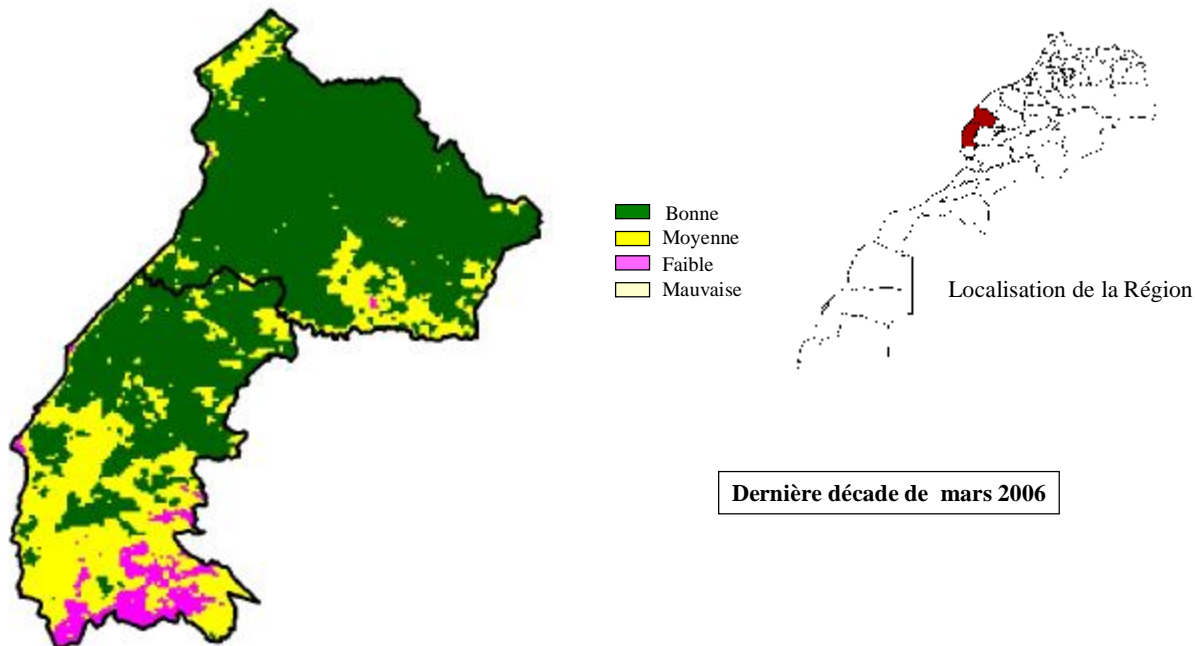 Bonne
Moyenne
Faible
Mauvaise
Localisation de la Région
Dernière décade de mars 2006